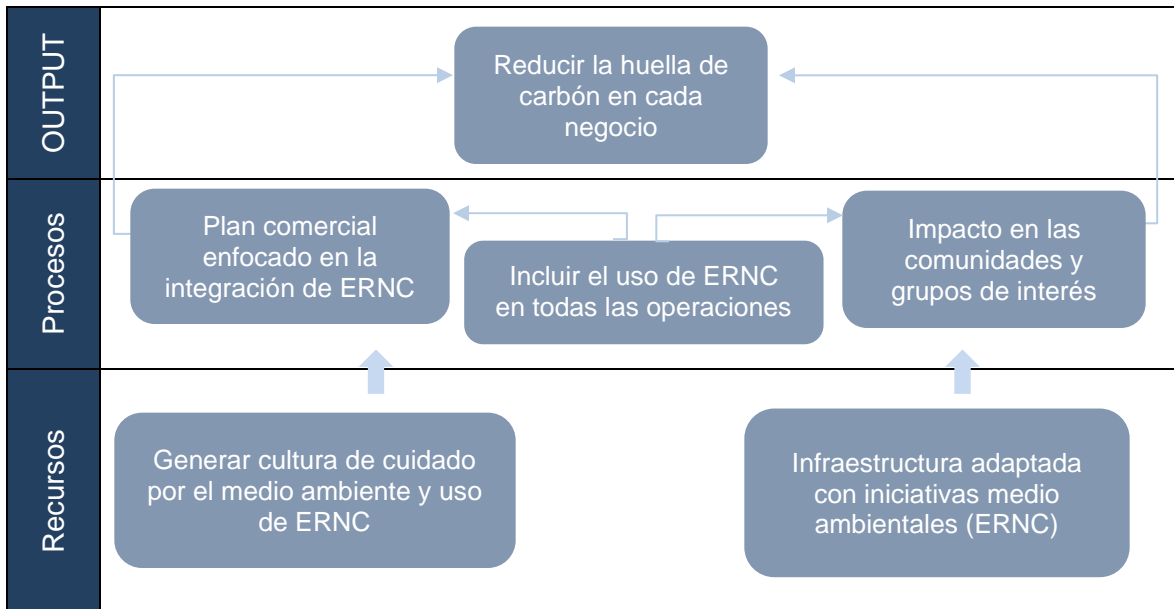 OUTPUT
Reducir la huella de
carbón en cada
negocio
Procesos
Plan comercial
enfocado en la
integración de ERNC
Incluir el uso de ERNC
en todas las operaciones
Impacto en las
comunidades y
grupos de interés
Recursos
Generar cultura de cuidado
por el medio ambiente y uso
de ERNC
Infraestructura adaptada
con iniciativas medio
ambientales (ERNC)